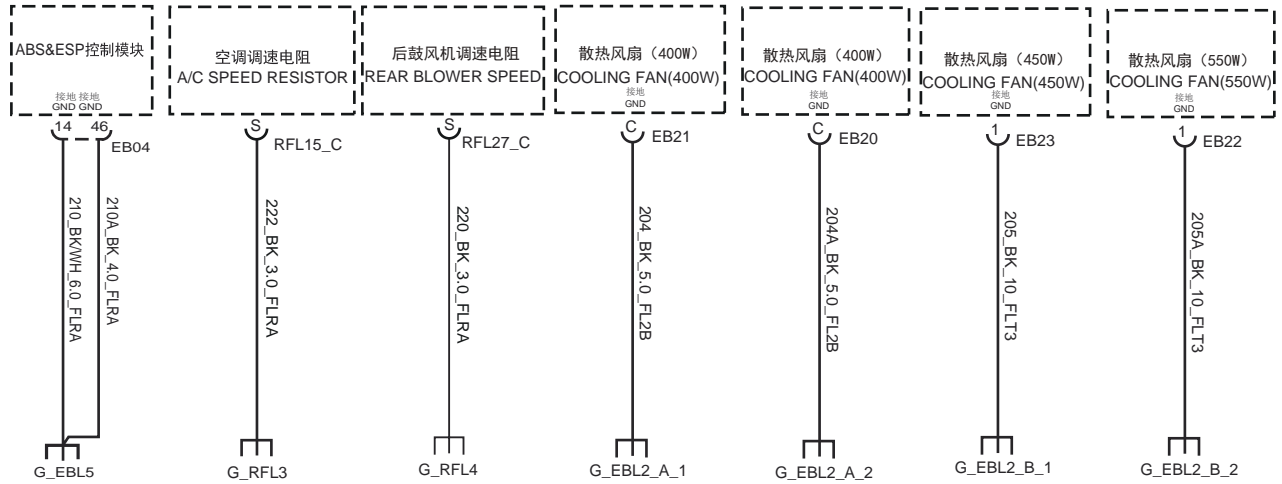 ABS&ESP控制模块
接地 接地
GND GND
14 46
EB04
210_BK/WH_6.0_FLRA
210A_BK_4.0_FLRA
G_EBL5
空调调速电阻
A/C SPEED RESISTOR
S
RFL15_C
222_BK_3.0_FLRA
G_RFL3
后鼓风机调速电阻
REAR BLOWER SPEED
S
RFL27_C
220_BK_3.0_FLRA
G_RFL4
散热风扇（400W）
COOLING FAN(400W)
接地
GND
C
EB21
204_BK_5.0_FL2B
G_EBL2_A_1
散热风扇（400W）
COOLING FAN(400W)
接地
GND
C
EB20
204A_BK_5.0_FL2B
G_EBL2_A_2
散热风扇（450W）
COOLING FAN(450W)
接地
GND
1
EB23
205_BK_10_FLT3
G_EBL2_B_1
散热风扇（550W）
COOLING FAN(550W)
接地
GND
1
EB22
205A_BK_10_FLT3
G_EBL2_B_2